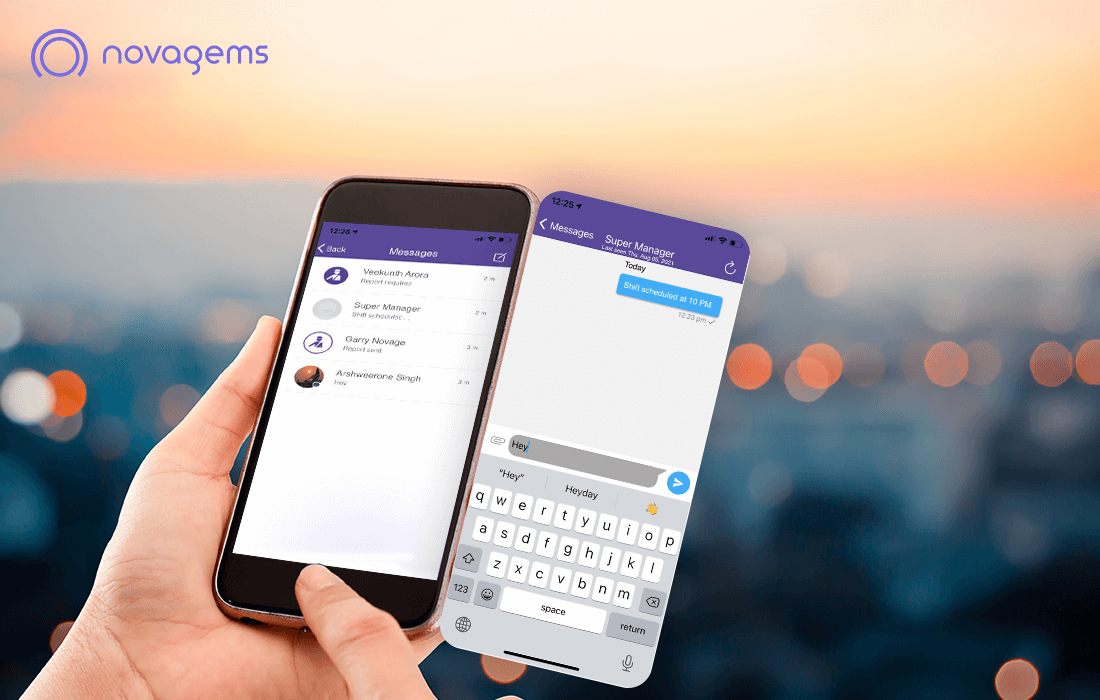 novagems
12:24
Back
Messages
Veekunth Arora
2 m
Report requires
Super Manager
2 m
Shift scheduled...
Garry Novage
3 m
Report sent
Arshweerone Singh
3 m
Hey
12:25
Messages
Super Manager
Last seen Thu, Aug 05, 2021
Today
Shift scheduled at 10 PM
12:23 pm
Hey
"Hey"
Heyday
q w e r t y u i o p
a s d f g h j k l
z x c v b n m
123
space
return